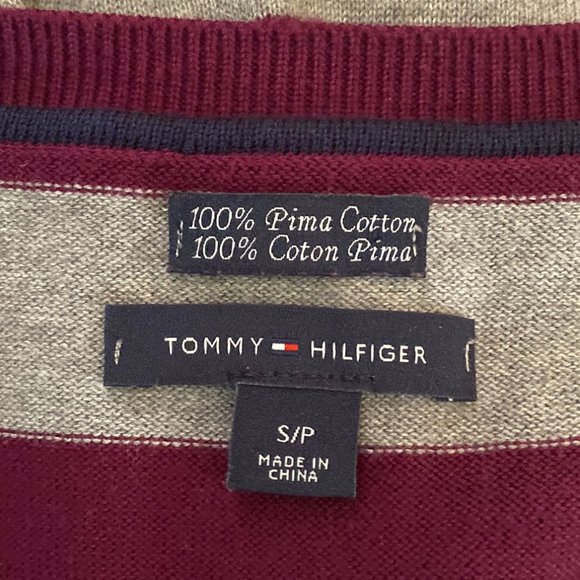 100% Pima Cotton
100% Coton Pima
TOMMY HILFIGER
S/P
MADE IN
CHINA